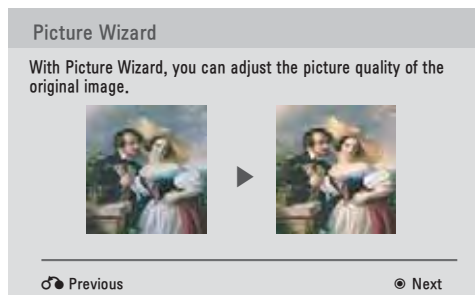 Picture Wizard
With Picture Wizard, you can adjust the picture quality of the
original image.
Previous
Next